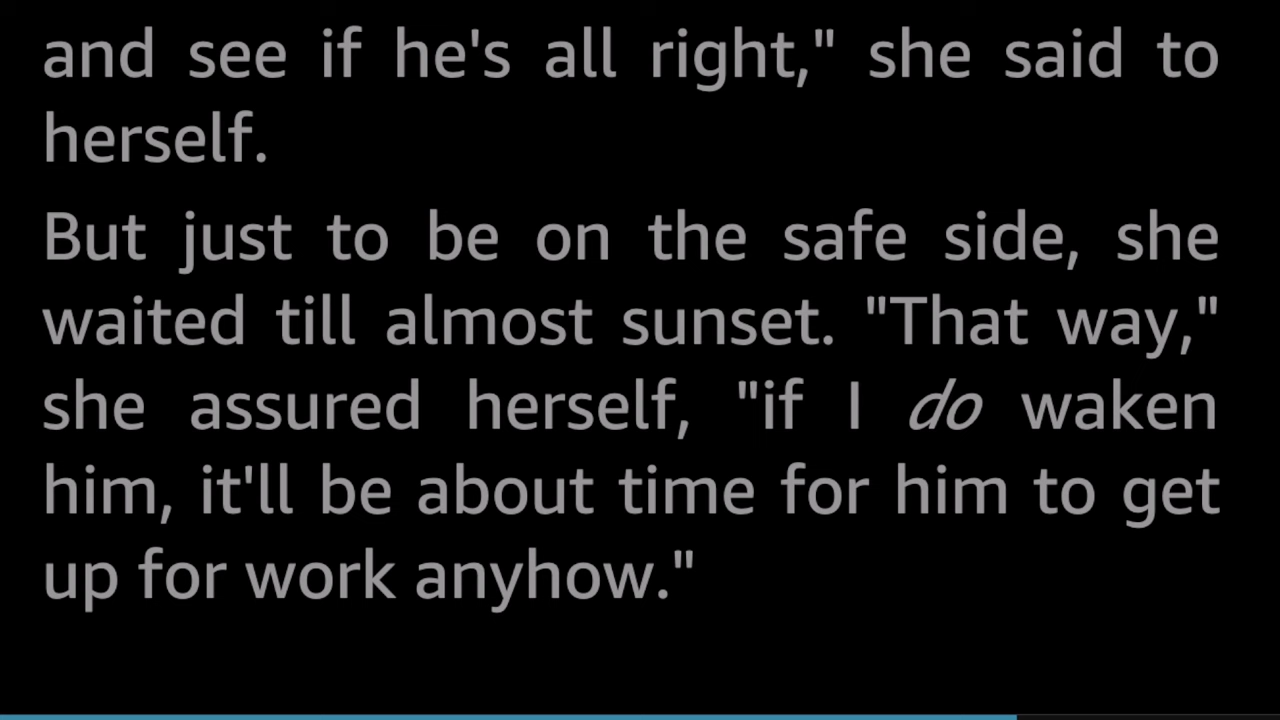 and see if he's all right," she said to
herself.
But just to be on the safe side, she
waited till almost sunset. "That way,"
she assured herself, "if I do waken
him, it'll be about time for him to get
up for work anyhow."